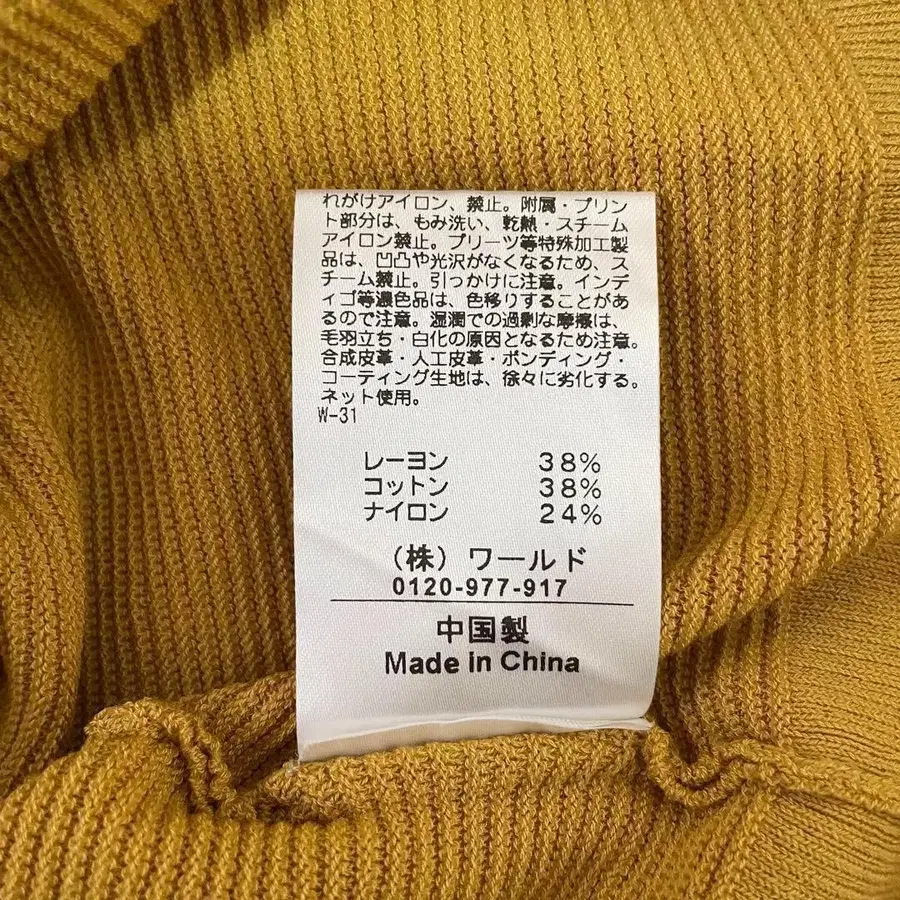 れがけアイロン、禁止。附属・プリン
ト部分は、もみ洗い、乾熱・スチーム
アイロン禁止。プリーツ等特殊加工製
品は、凹凸や光沢がなくなるため、ス
チーム禁止。引っかけに注意。インデ
ィゴ等濃色品は、色移りすることがあ
るので注意。湿潤での過剰な摩擦は、
毛羽立ち・白化の原因となるため注意。
合成皮革・人工皮革・ボンディング・
コーティング生地は、徐々に劣化する。
ネット使用。
W-31
レーヨン 38%
コットン 38%
ナイロン 24%
（株）ワールド
0120-977-917
中国製
Made in China